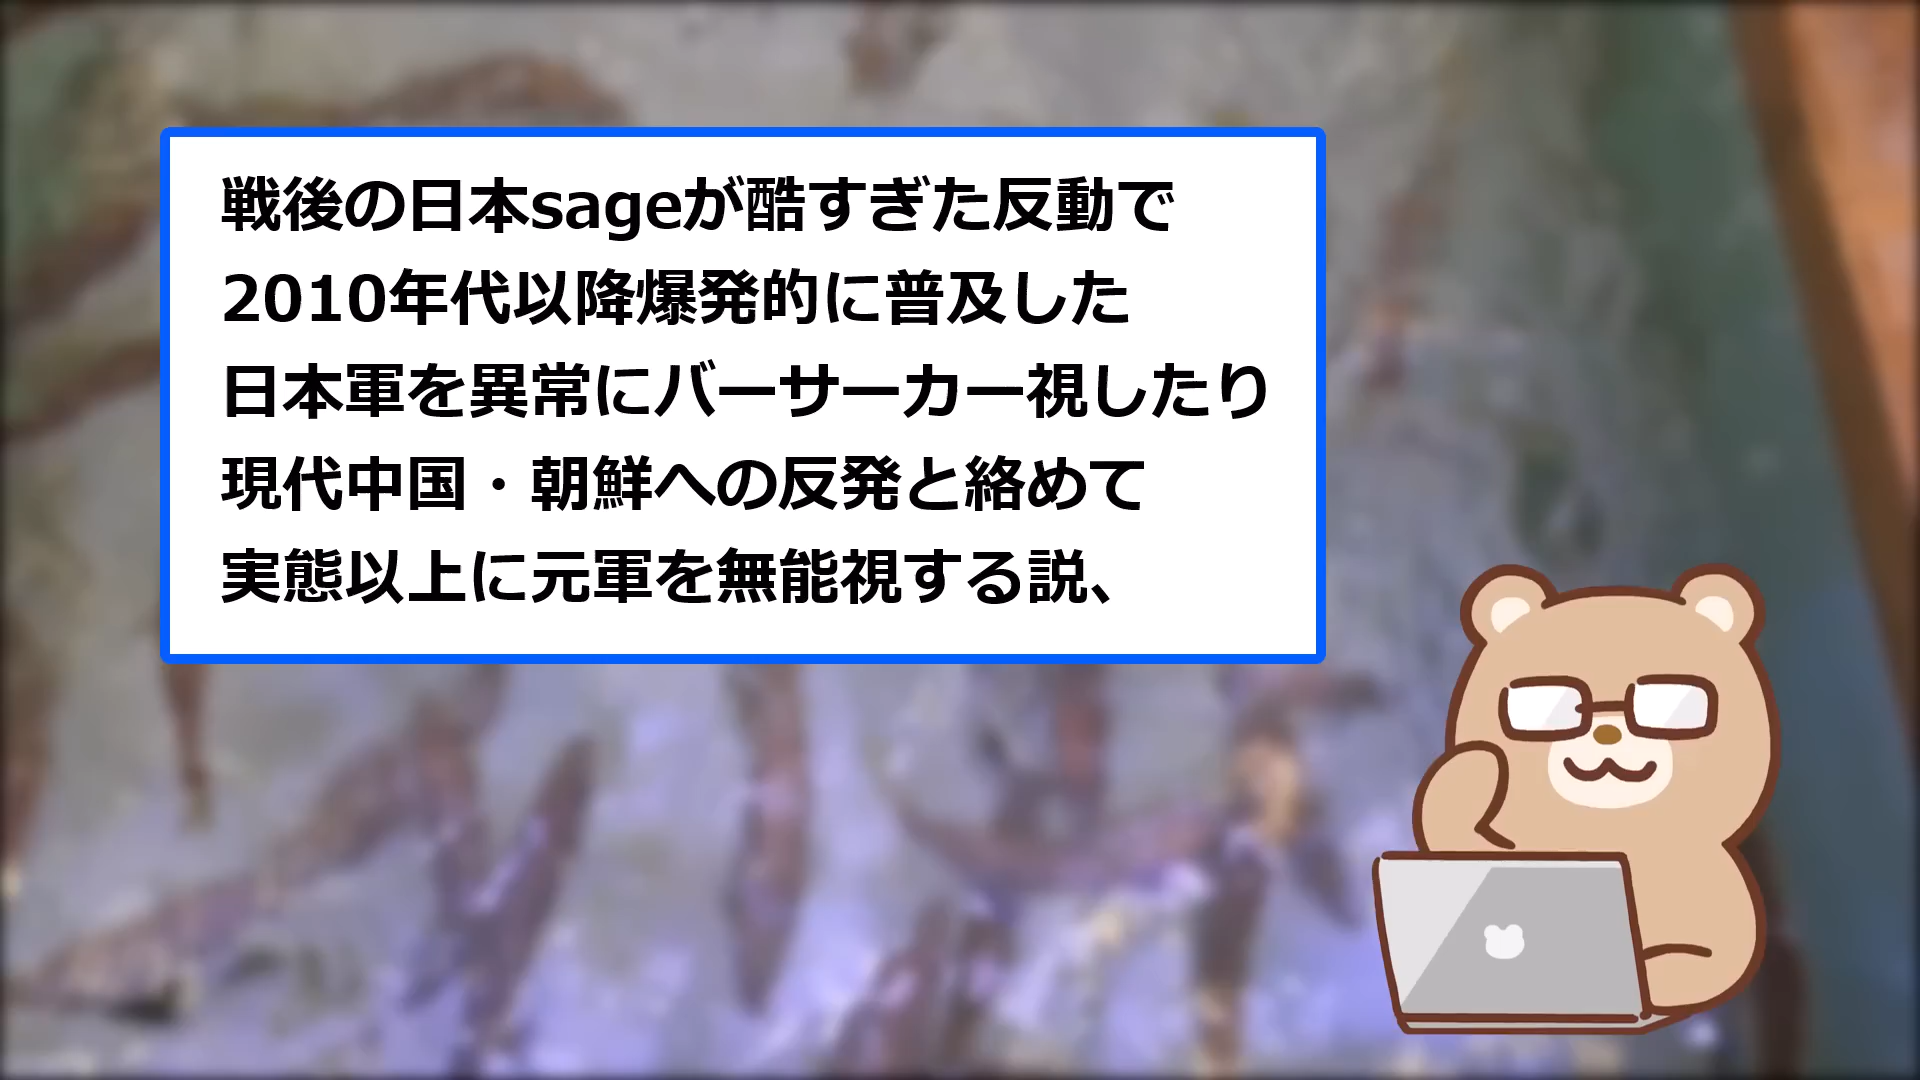 戦後の日本sageが酷すぎた反動で
2010年代以降爆発的に普及した
日本軍を異常にバーサーカー視したり
現代中国・朝鮮への反発と絡めて
実態以上に元軍を無能視する説、